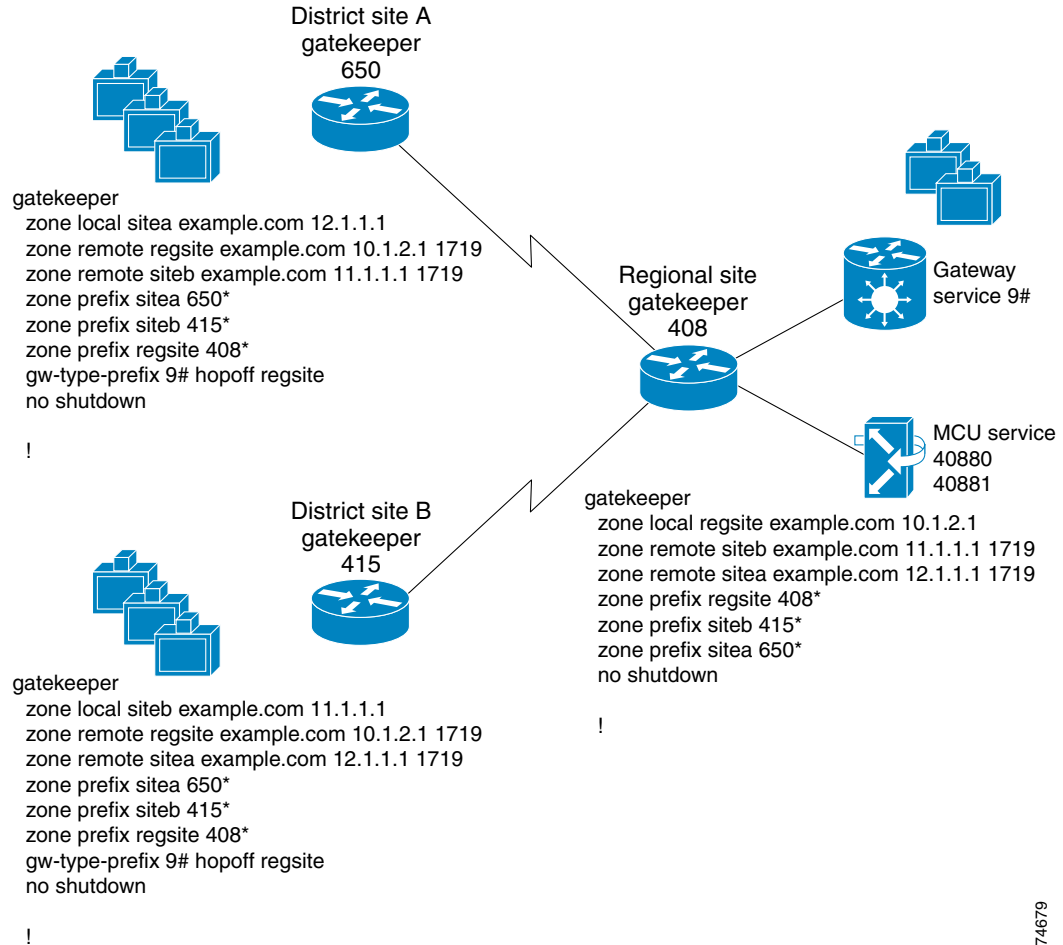 District site A
gatekeeper
650
gatekeeper
zone local sitea example.com 12.1.1.1
zone remote regsite example.com 10.1.2.1 1719
zone remote siteb example.com 11.1.1.1 1719
zone prefix sitea 650*
zone prefix siteb 415*
zone prefix regsite 408*
gw-type-prefix 9# hopoff regsite
no shutdown
!
Regional site
gatekeeper
408
Gateway
service 9#
MCU service
40880
40881
gatekeeper
zone local regsite example.com 10.1.2.1
zone remote siteb example.com 11.1.1.1 1719
zone remote sitea example.com 12.1.1.1 1719
zone prefix regsite 408*
zone prefix siteb 415*
zone prefix sitea 650*
no shutdown
!
District site B
gatekeeper
415
gatekeeper
zone local siteb example.com 11.1.1.1
zone remote regsite example.com 10.1.2.1 1719
zone remote sitea example.com 12.1.1.1 1719
zone prefix sitea 650*
zone prefix siteb 415*
zone prefix regsite 408*
gw-type-prefix 9# hopoff regsite
no shutdown
!
74679